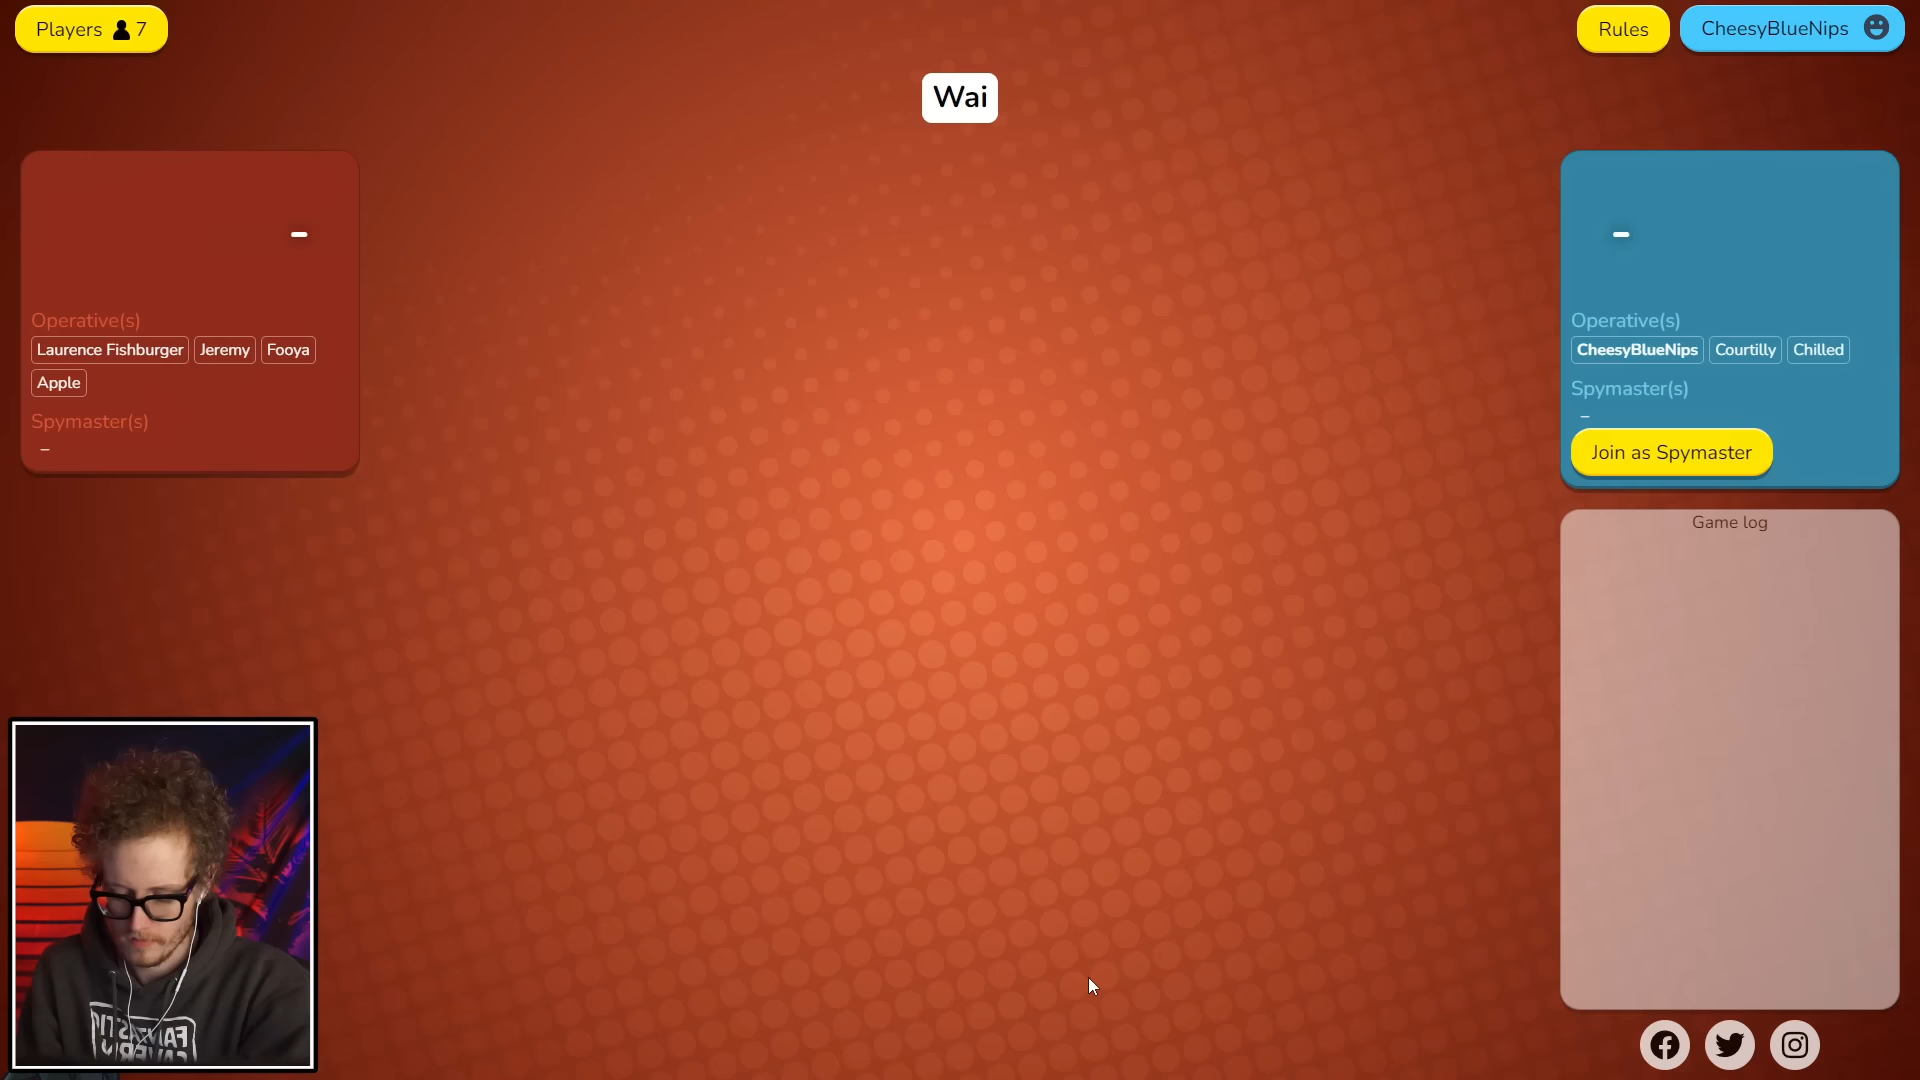 Players 7
Rules
CheesyBlueNips
Wai
-
Operative(s)
Laurence Fishburger Jeremy Fooya
Apple
Spymaster(s)
–
-
Operative(s)
CheesyBlueNips Courtilly Chilled
Spymaster(s)
–
Join as Spymaster
Game log